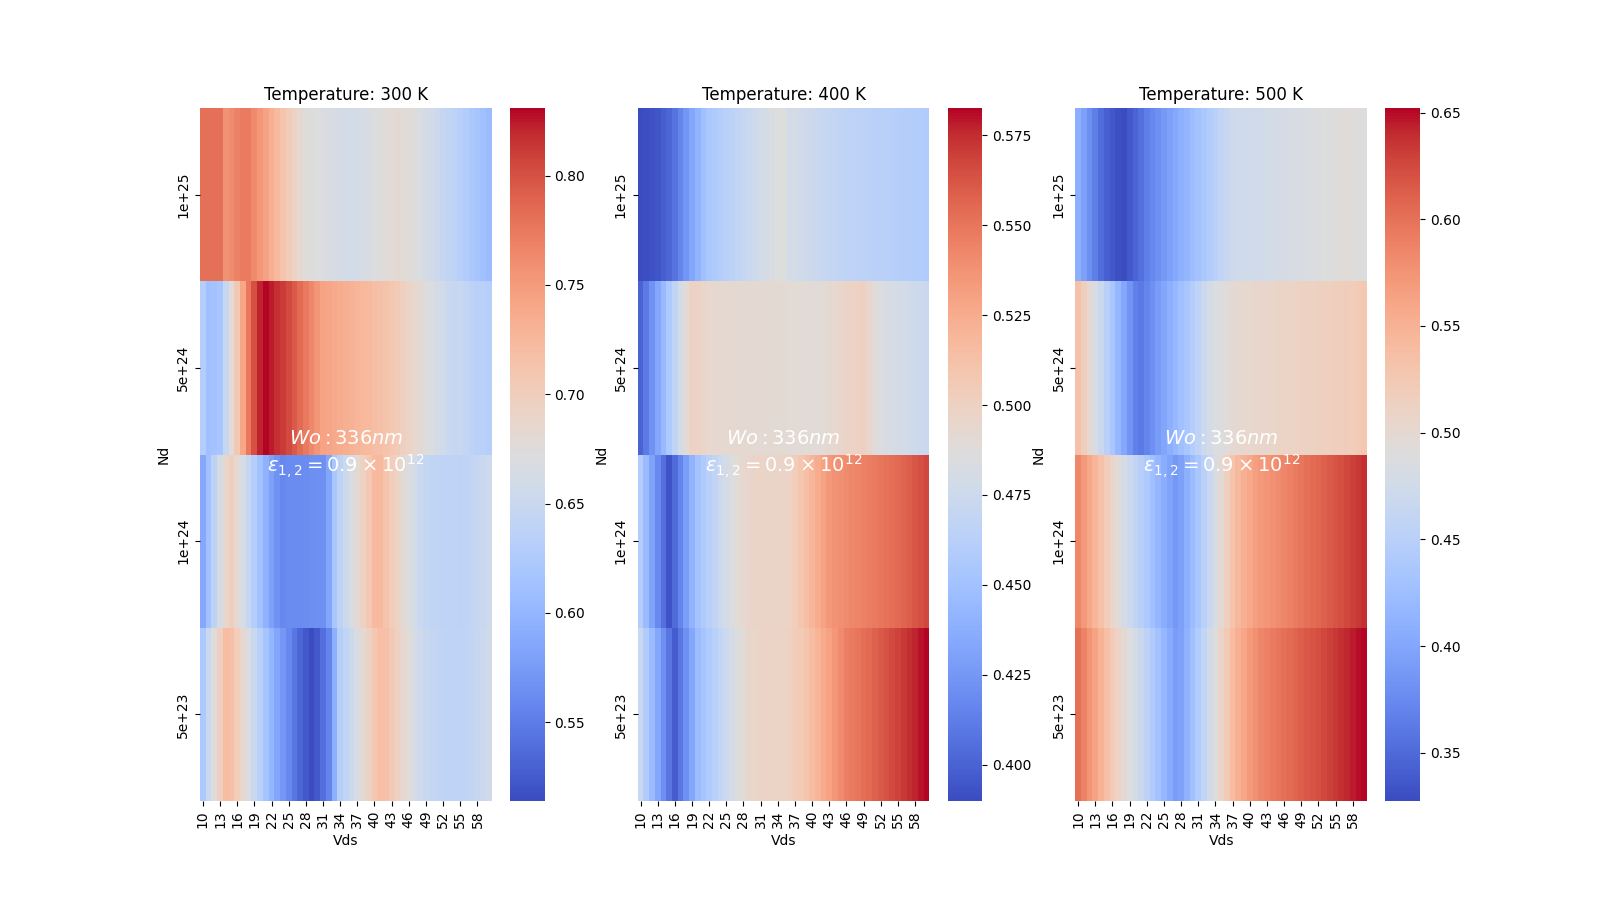 Temperature: 300 K
Nd
1e+25
5e+24
1e+24
5e+23
Wo : 336nm
ε1,2 = 0.9 × 10^12
10 13 16 19 22 25 28 31 34 37 40 43 46 49 52 55 58
Vds
0.80
0.75
0.70
0.65
0.60
0.55
Temperature: 400 K
Nd
1e+25
5e+24
1e+24
5e+23
Wo : 336nm
ε1,2 = 0.9 × 10^12
10 13 16 19 22 25 28 31 34 37 40 43 46 49 52 55 58
Vds
0.575
0.550
0.525
0.500
0.475
0.450
0.425
0.400
Temperature: 500 K
Nd
1e+25
5e+24
1e+24
5e+23
Wo : 336nm
ε1,2 = 0.9 × 10^12
10 13 16 19 22 25 28 31 34 37 40 43 46 49 52 55 58
Vds
0.65
0.60
0.55
0.50
0.45
0.40
0.35